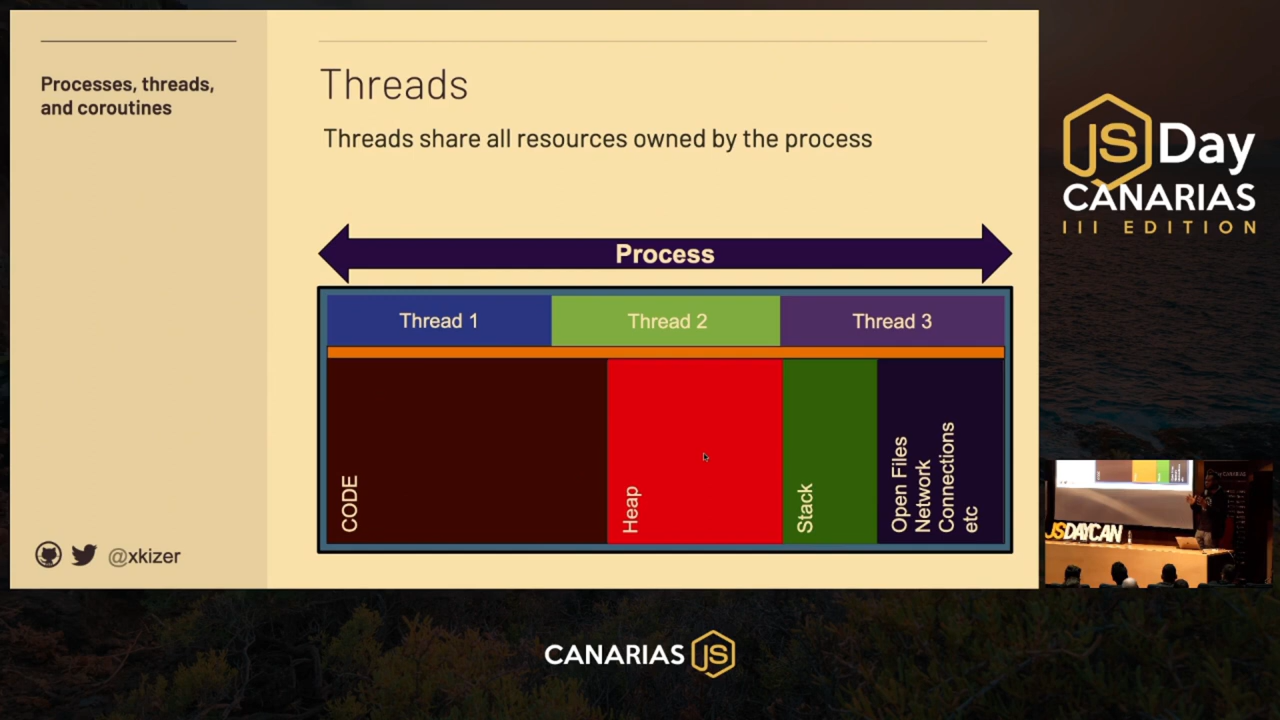 Processes, threads,
and coroutines
Threads
Threads share all resources owned by the process
Process
Thread 1
Thread 2
Thread 3
CODE
Heap
Stack
Open Files
Network
Connections
etc
@xkizer
JS Day
CANARIAS
III EDITION
JSDAYCAN
CANARIAS JS